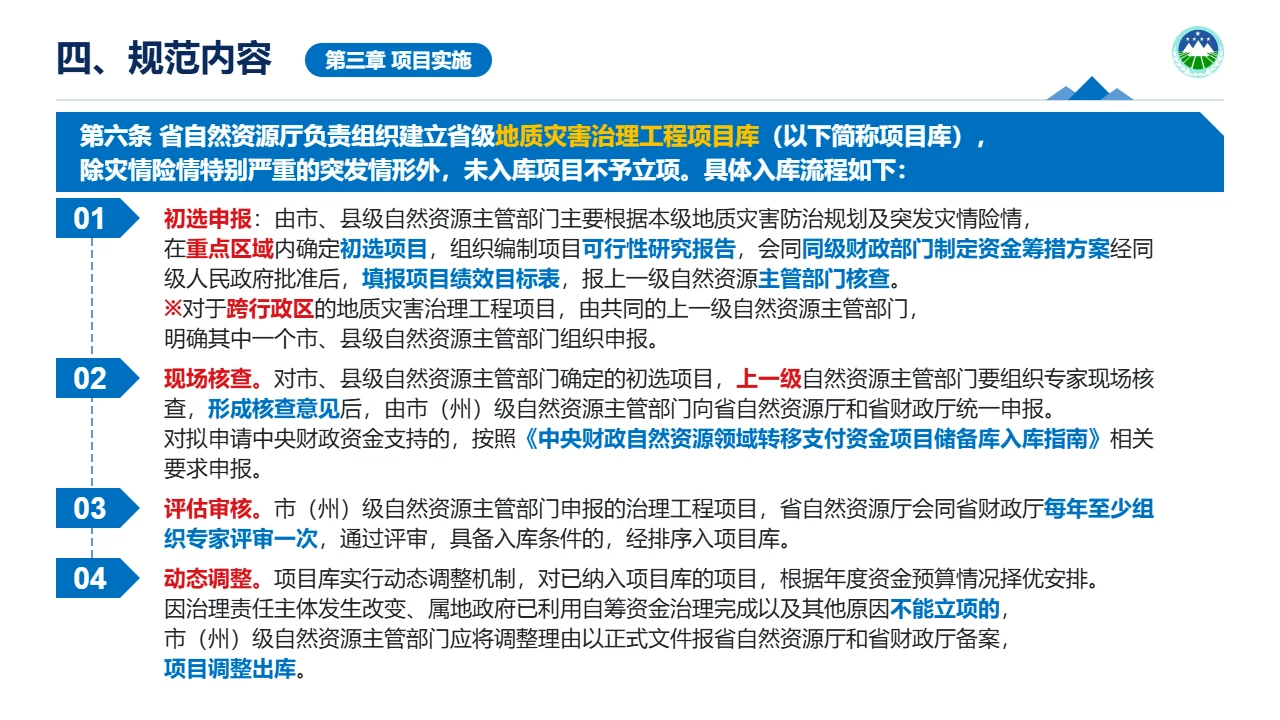 四、规范内容
第三章 项目实施
第六条 省自然资源厅负责组织建立省级地质灾害治理工程项目库（以下简称项目库），
除灾情险情特别严重的突发情形外，未入库项目不予立项。具体入库流程如下：
01
初选申报：由市、县级自然资源主管部门主要根据本级地质灾害防治规划及突发灾情险情，
在重点区域内确定初选项目，组织编制项目可行性研究报告，会同同级财政部门制定资金筹措方案经同
级人民政府批准后，填报项目绩效目标表，报上一级自然资源主管部门核查。
※对于跨行政区的地质灾害治理工程项目，由共同的上一级自然资源主管部门，
明确其中一个市、县级自然资源主管部门组织申报。
02
现场核查。对市、县级自然资源主管部门确定的初选项目，上一级自然资源主管部门要组织专家现场核
查，形成核查意见后，由市（州）级自然资源主管部门向省自然资源厅和省财政厅统一申报。
对拟申请中央财政资金支持的，按照《中央财政自然资源领域转移支付资金项目储备库入库指南》相关
要求申报。
03
评估审核。市（州）级自然资源主管部门申报的治理工程项目，省自然资源厅会同省财政厅每年至少组
织专家评审一次，通过评审，具备入库条件的，经排序入项目库。
04
动态调整。项目库实行动态调整机制，对已纳入项目库的项目，根据年度资金预算情况择优安排。
因治理责任主体发生改变、属地政府已利用自筹资金治理完成以及其他原因不能立项的，
市（州）级自然资源主管部门应将调整理由以正式文件报省自然资源厅和省财政厅备案，
项目调整出库。